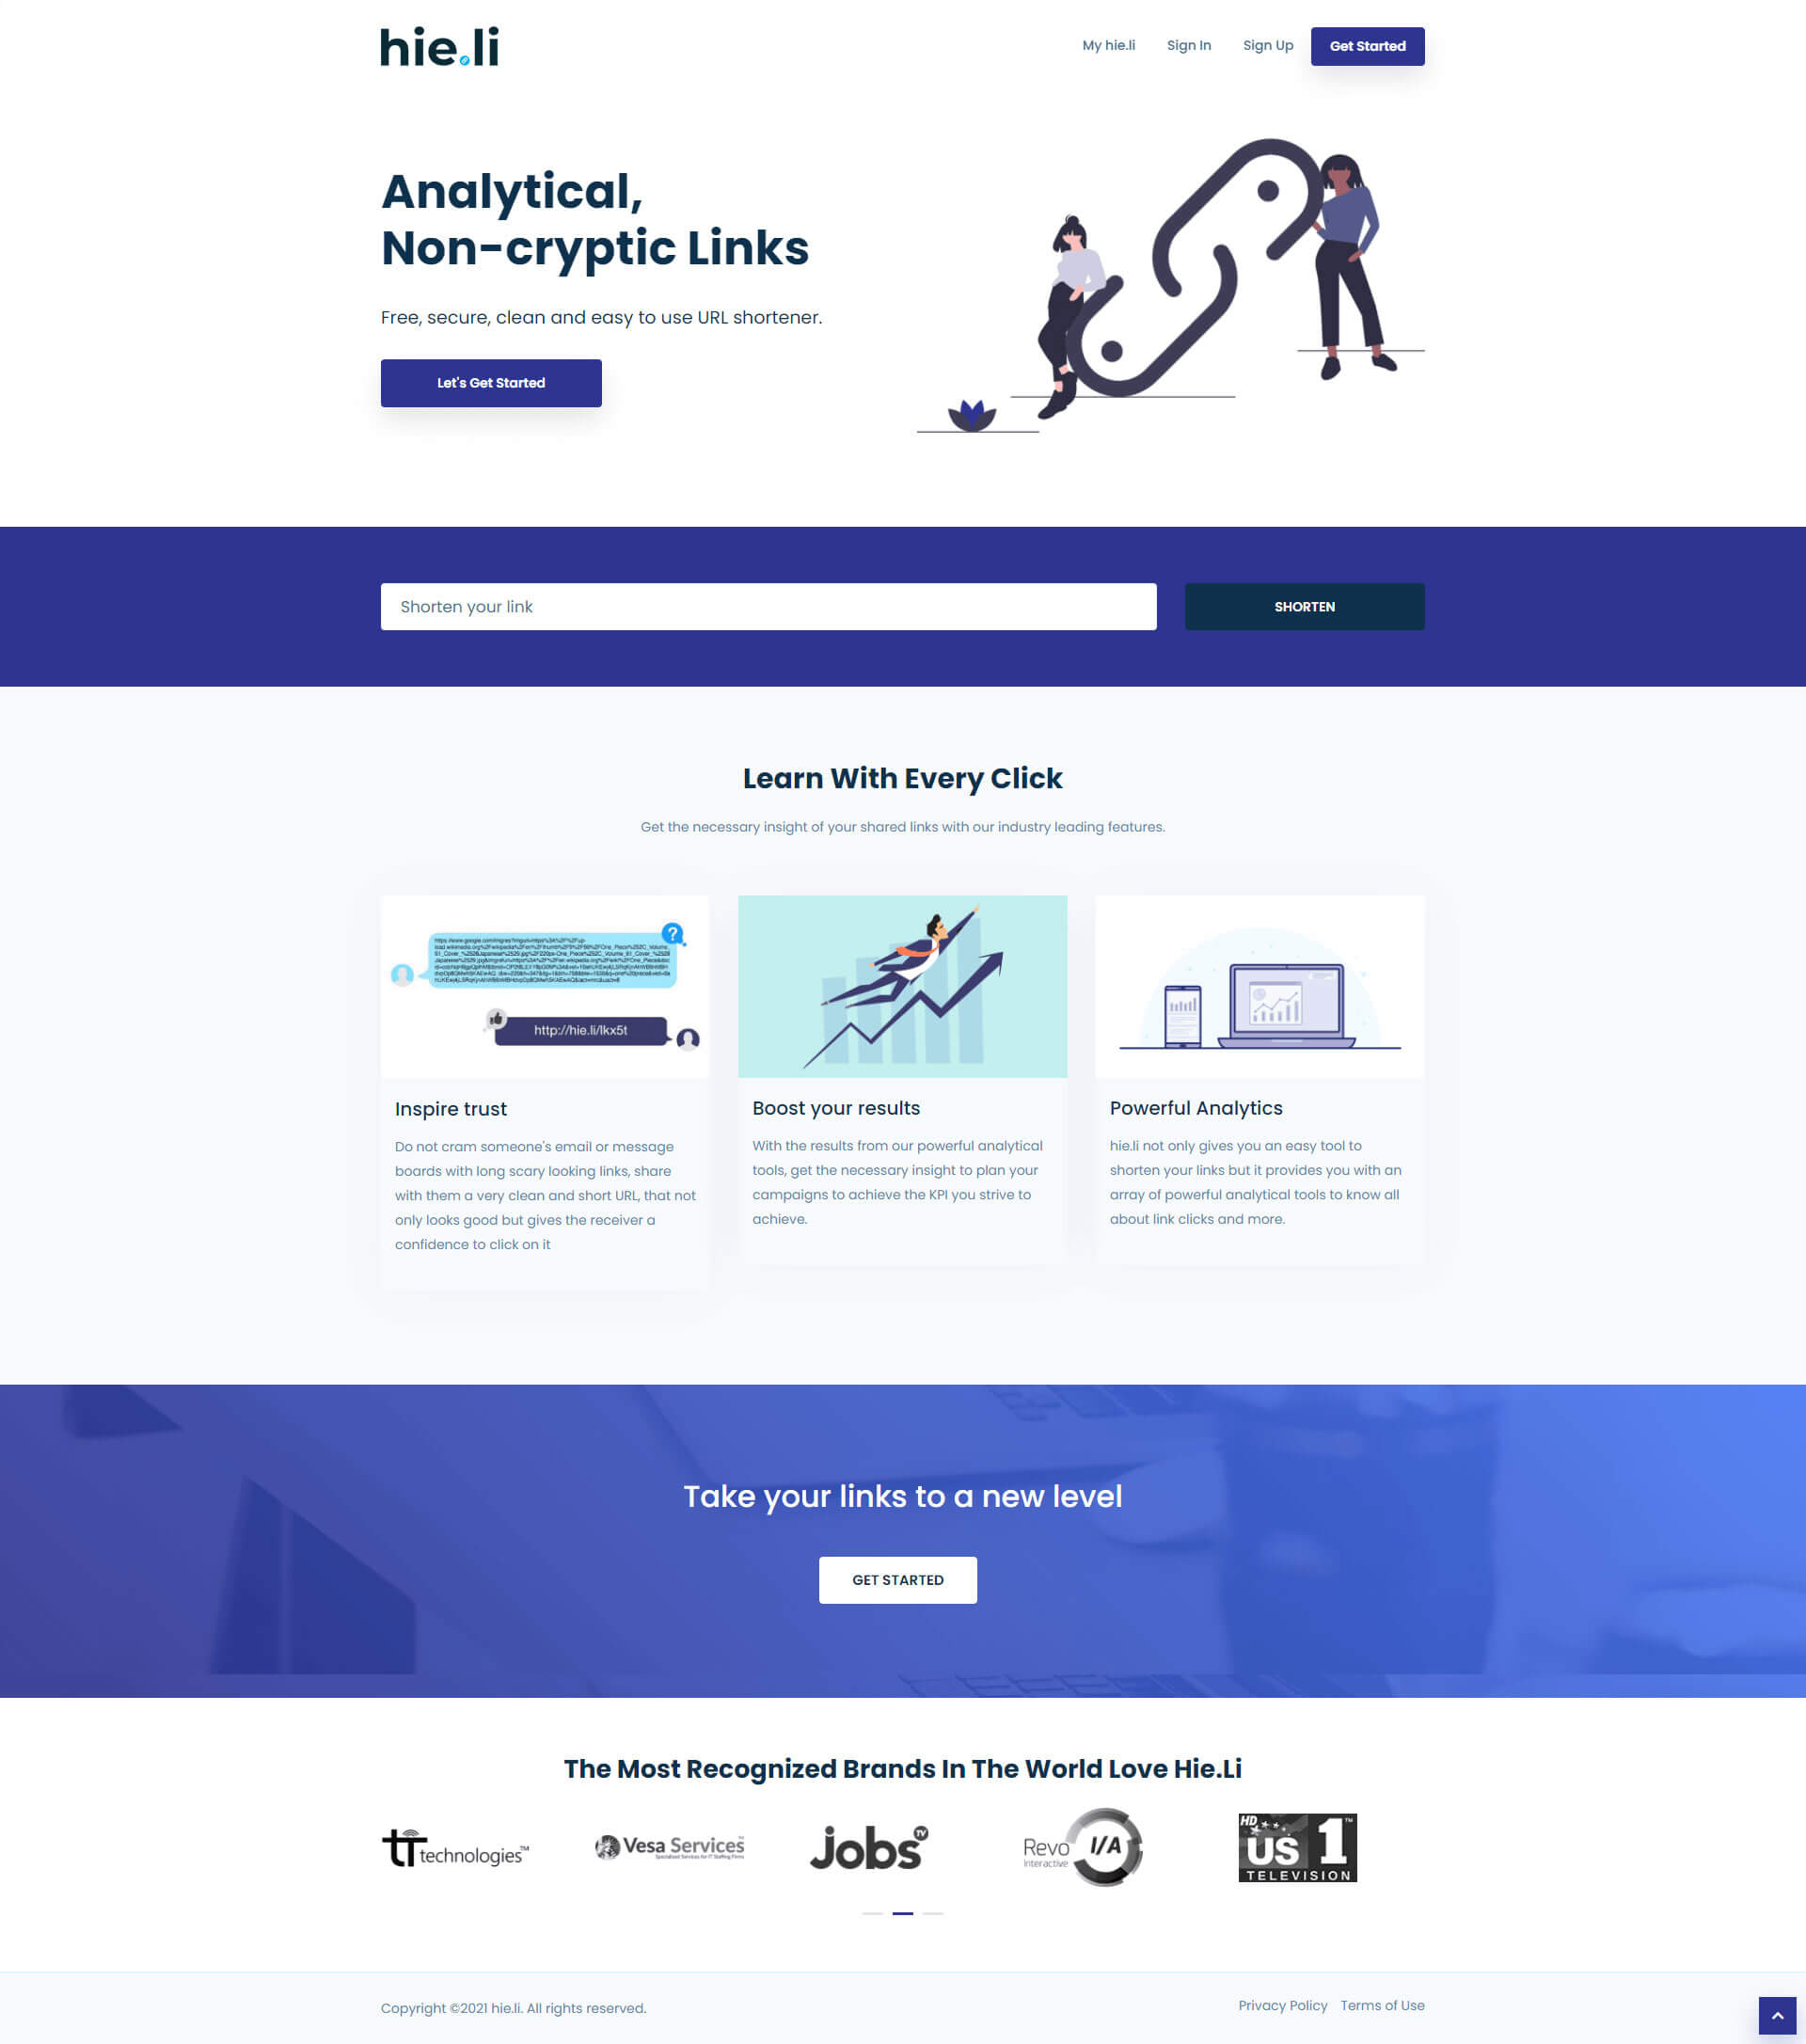 hie.li
My hie.li
Sign In
Sign Up
Get Started
Analytical,
Non-cryptic Links
Free, secure, clean and easy to use URL shortener.
Let's Get Started
Shorten your link
SHORTEN
Learn With Every Click
Get the necessary insight of your shared links with our industry leading features.
?
http://hie.li/lkx5t
Inspire trust
Do not cram someone's email or message
boards with long scary looking links, share
with them a very clean and short URL, that not
only looks good but gives the receiver a
confidence to click on it
Boost your results
With the results from our powerful analytical
tools, get the necessary insight to plan your
campaigns to achieve the KPI you strive to
achieve.
Powerful Analytics
hie.li not only gives you an easy tool to
shorten your links but it provides you with an
array of powerful analytical tools to know all
about link clicks and more.
Take your links to a new level
GET STARTED
The Most Recognized Brands In The World Love Hie.Li
tT technologies™
Vesa Services
Specialized Services for IT Staffing Firms
jobs TV
Revo
Interactive
I/A
HD
US 1 ™
TELEVISION
Copyright ©2021 hie.li. All rights reserved.
Privacy Policy
Terms of Use